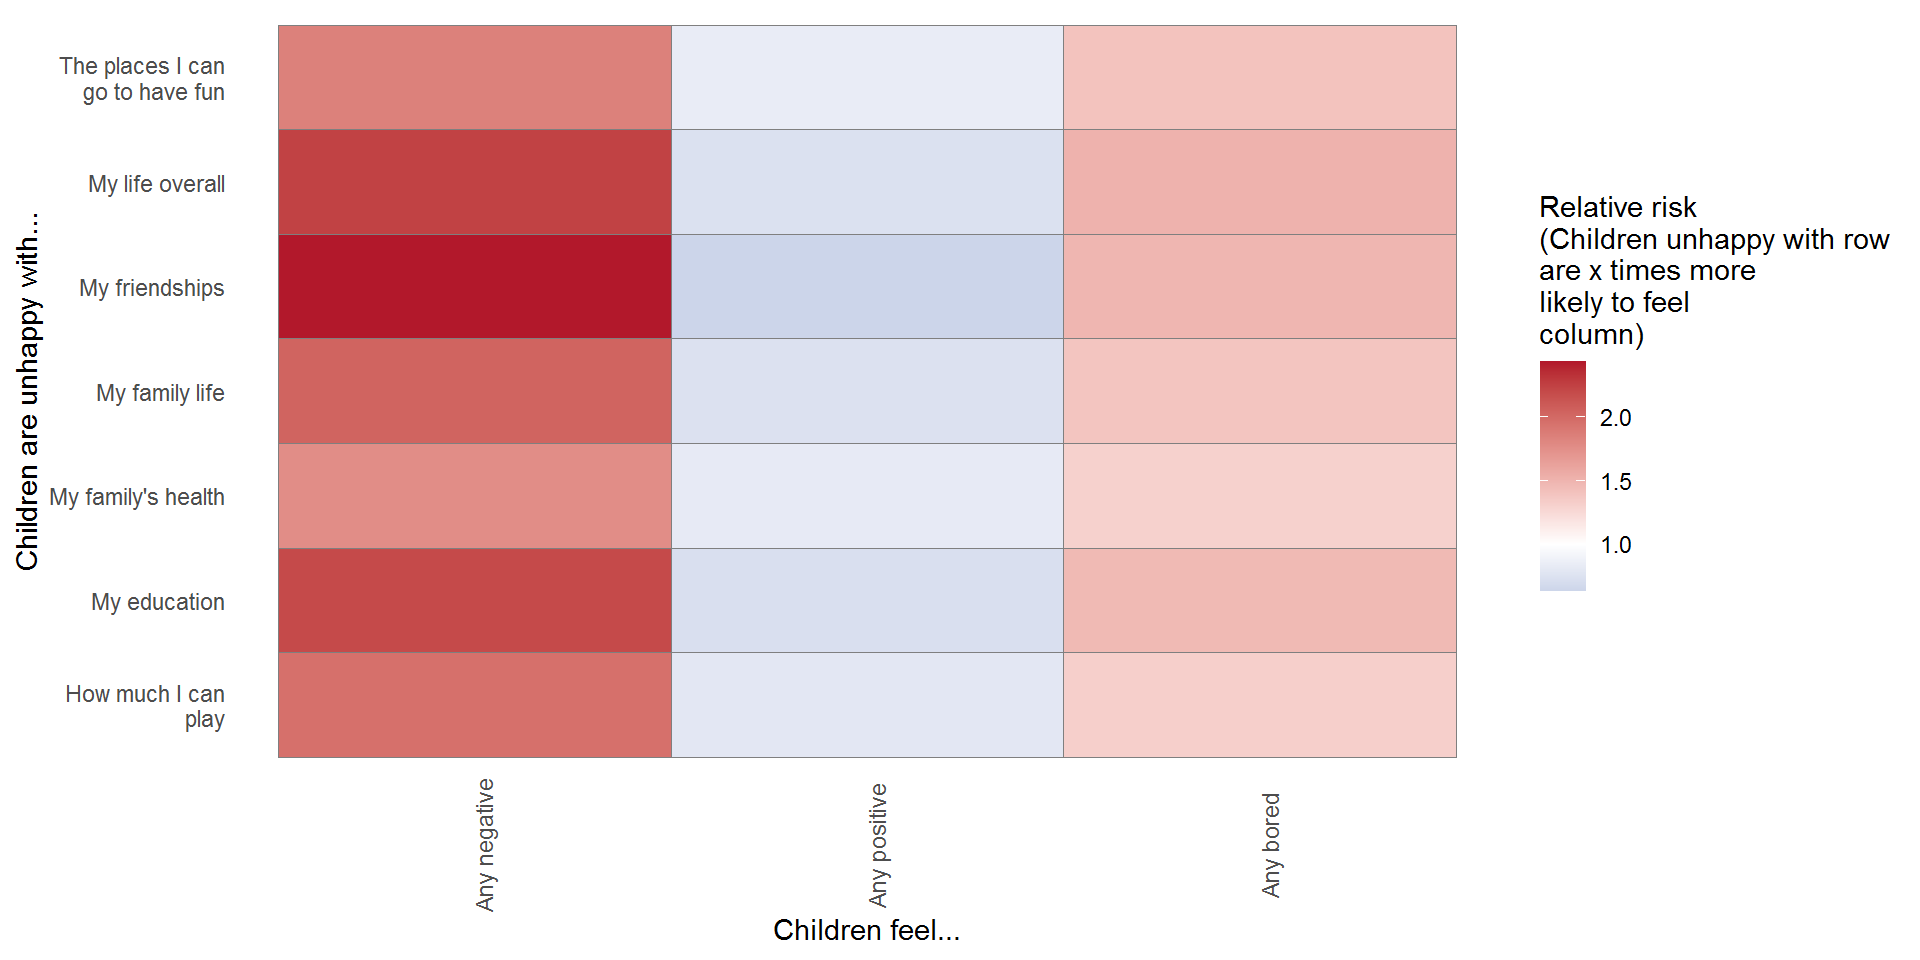 Children are unhappy with...
The places I can
go to have fun
My life overall
My friendships
My family life
My family's health
My education
How much I can
play
Any negative
Any positive
Any bored
Children feel...
Relative risk
(Children unhappy with row
are x times more
likely to feel
column)
2.0
1.5
1.0